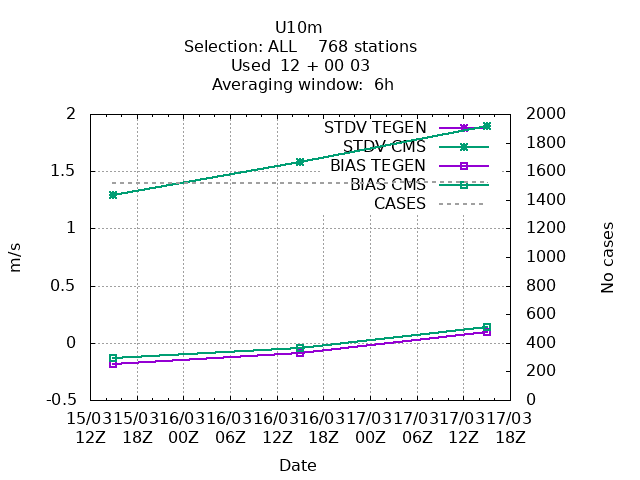 U10m
Selection: ALL    768 stations
Used  12 + 00 03
Averaging window:  6h
STDV TEGEN
STDV CMS
BIAS TEGEN
BIAS CMS
CASES
2
1.5
1
0.5
0
-0.5
2000
1800
1600
1400
1200
1000
800
600
400
200
0
m/s
No cases
15/03 15/03 16/03 16/03 16/03 16/03 17/03 17/03 17/03 17/03
12Z 18Z 00Z 06Z 12Z 18Z 00Z 06Z 12Z 18Z
Date